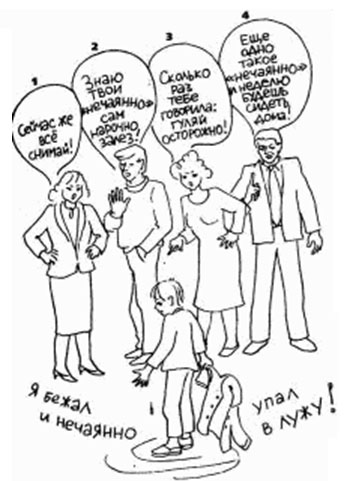 1
Сейчас же
всё
снимай!
2
Знаю
твои
«нечаянно»
сам
нарочно
залез!
3
Сколько
раз
тебе
говорила:
гуляй
осторожно!
4
Еще
одно
такое
«нечаянно»
и неделю
будешь
сидеть
дома!
Я бежал
и нечаянно
упал
в лужу!